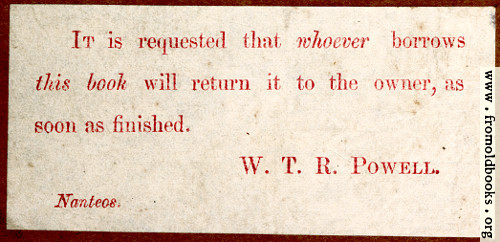 It is requested that whoever borrows
this book will return it to the owner, as
soon as finished.
W. T. R. Powell.
Nanteos.
www.fromoldbooks.org